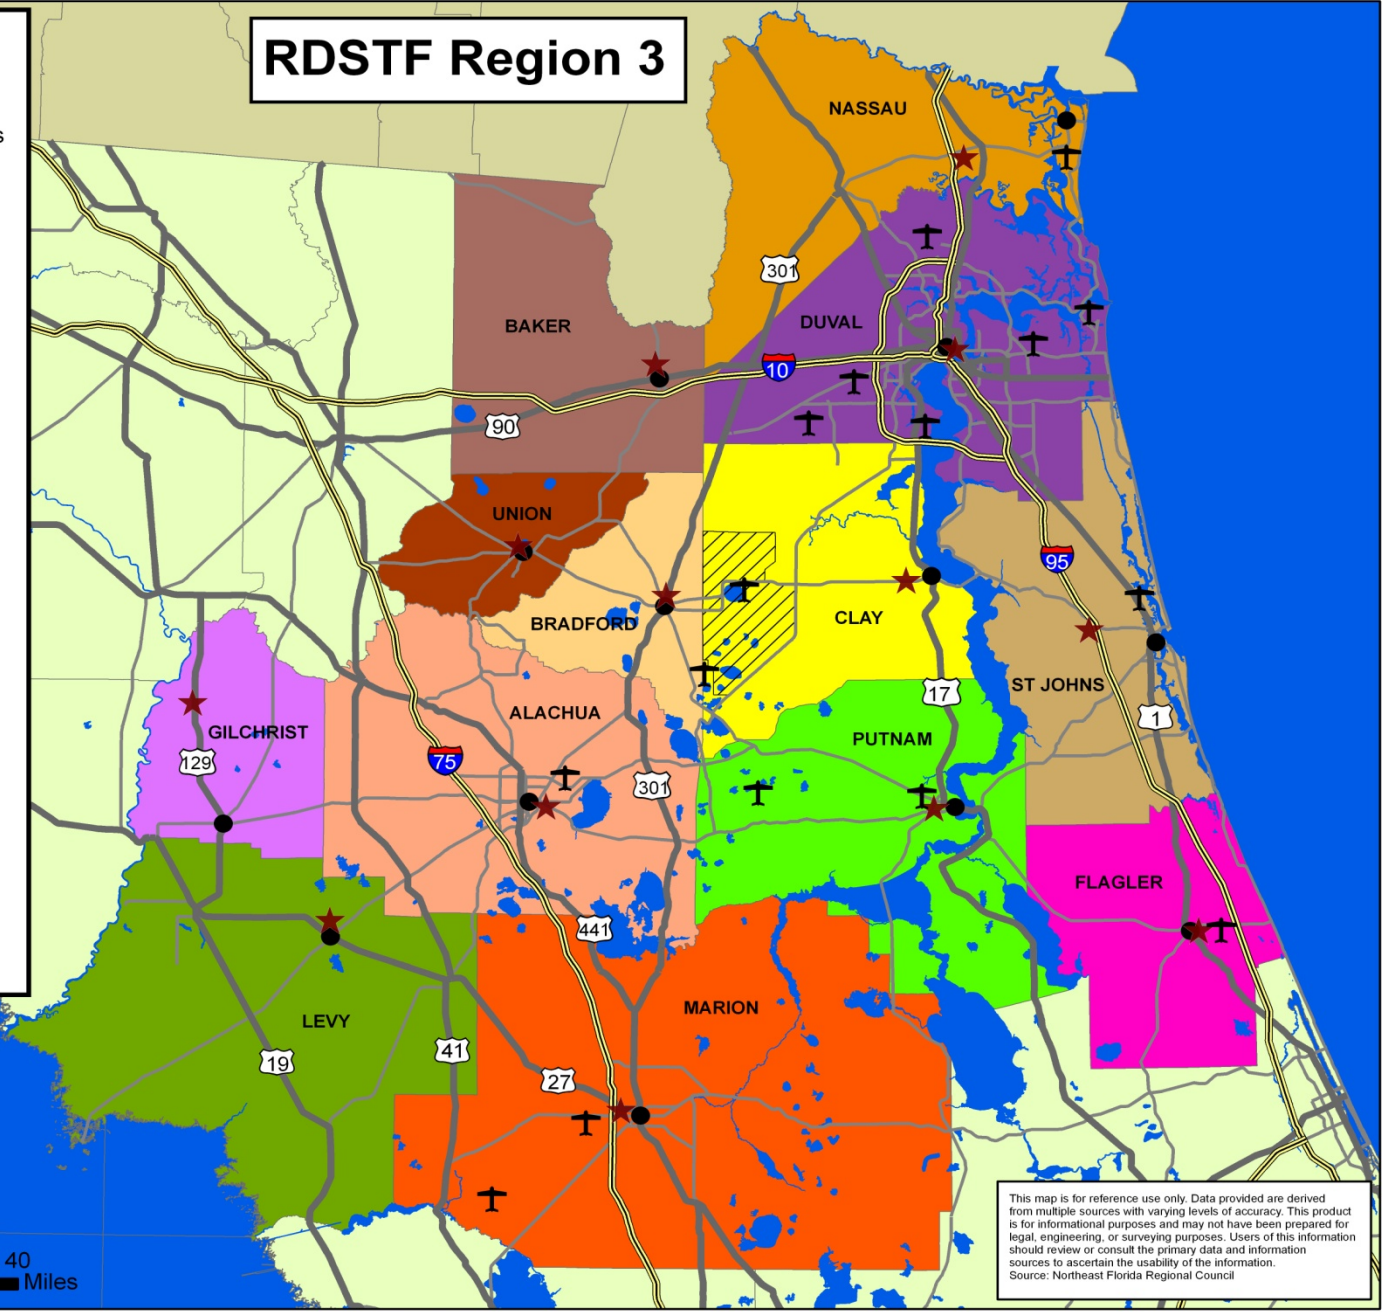 RDSTF Region 3
s
NASSAU
301
BAKER
DUVAL
10
90
UNION
95
BRADFORD
CLAY
ST JOHNS
17
ALACHUA
1
GILCHRIST
PUTNAM
129
75
301
FLAGLER
441
MARION
LEVY
41
19
27
This map is for reference use only. Data provided are derived
from multiple sources with varying levels of accuracy. This product
is for informational purposes and may not have been prepared for
legal, engineering, or surveying purposes. Users of this information
should review or consult the primary data and information
sources to ascertain the usability of the information.
Source: Northeast Florida Regional Council
40
Miles